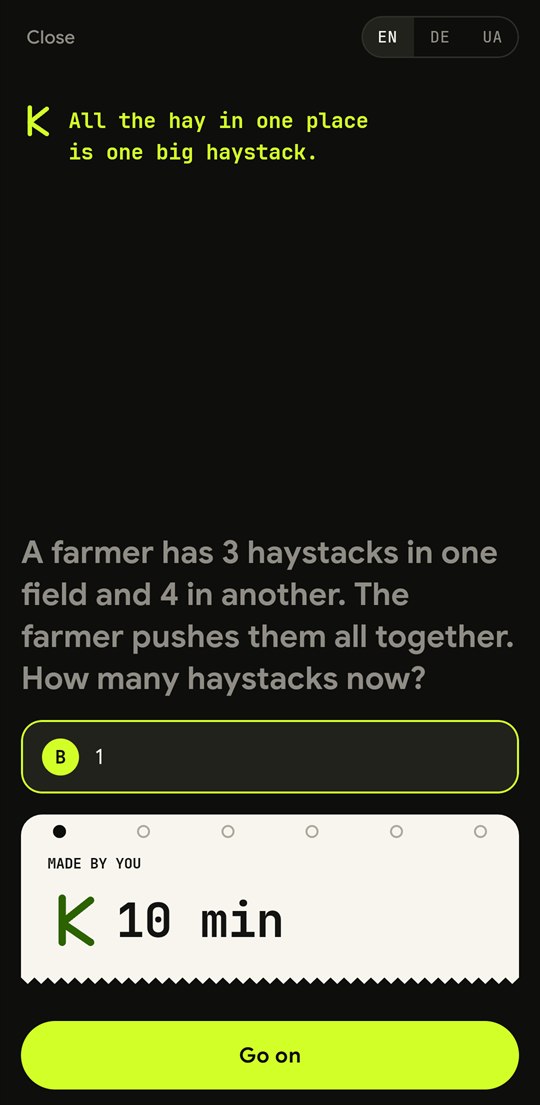 Close
EN DE UA
K All the hay in one place
is one big haystack.
A farmer has 3 haystacks in one
field and 4 in another. The
farmer pushes them all together.
How many haystacks now?
B 1
MADE BY YOU
K 10 min
Go on